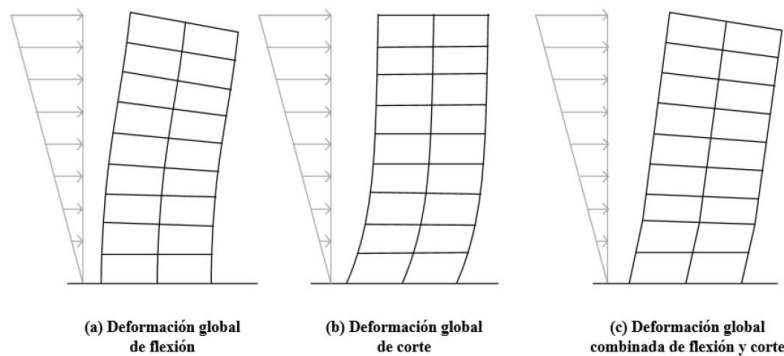 (a) Deformación global
de flexión
(b) Deformación global
de corte
(c) Deformación global
combinada de flexión y corte